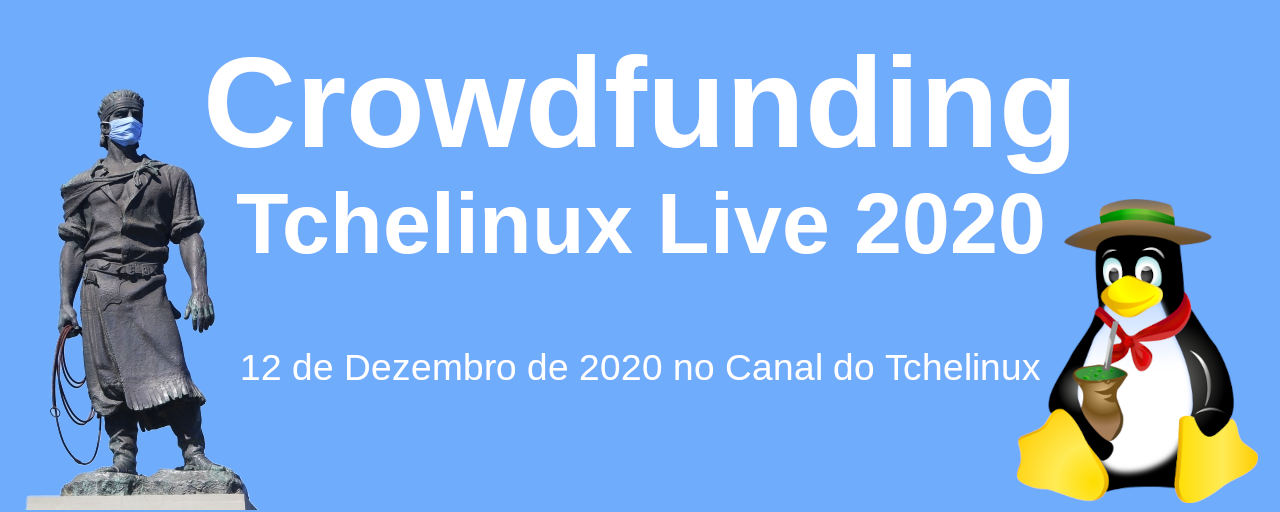 Crowdfunding
Tchelinux Live 2020
12 de Dezembro de 2020 no Canal do Tchelinux